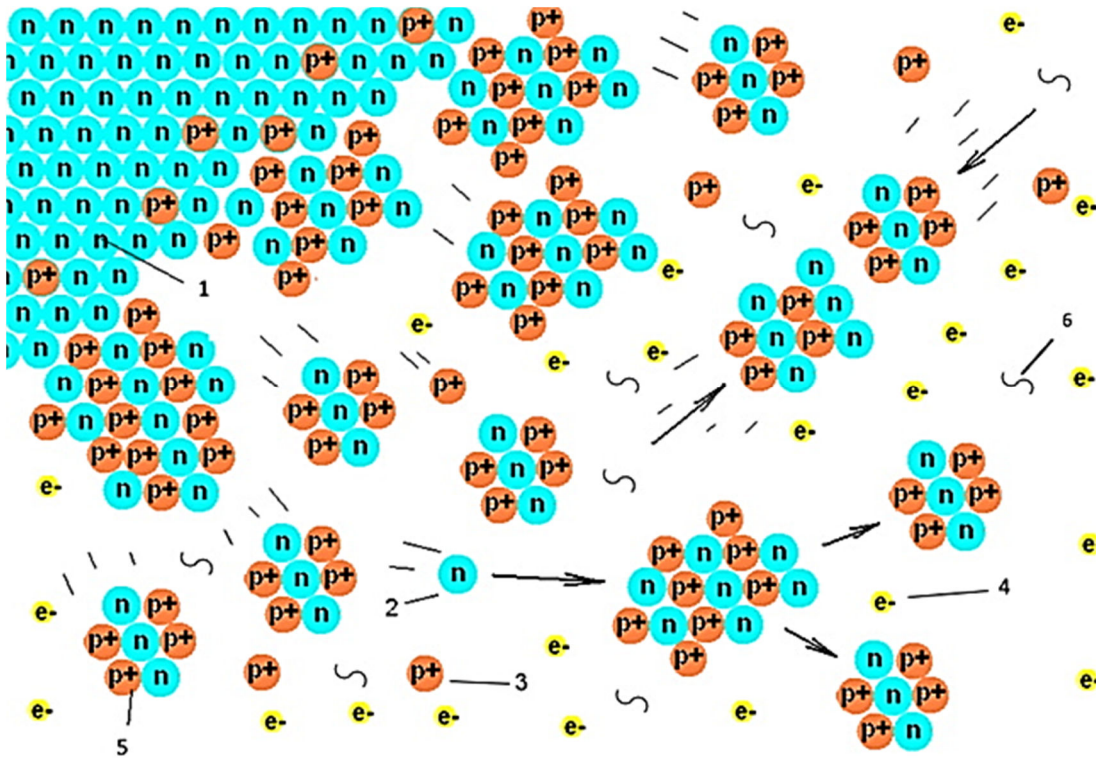 n n n n n n n n n n p+ n p+ e-
n n n n n n n n p+ n n n p+ n p+ n n p+ p+
n n n n n n n n n n n p+ n p+ n p+ n p+
n n n n n p+ n p+ n p+ p+ n p+ n p+ n
n n n n n n p+ n p+ n p+
p+ p+ e- n p+ p+
n n n n p+ n n p+ n p+ n p+ n p+ n e-
n n n n n p+ n p+ n n p+ n p+ n p+ n p+
n p+ n n p+ 1 p+ n p+ n e- n p+ n e-
n n n p+ e- p+ n p+ n 6
n n p+ n p+ n e- e- p+ n p+ n e-
n p+ n p+ n n p+ p+ p+ n e- e-
p+ n p+ n p+ p+ n p+ n p+ e-
p+ p+ n p+ p+ n p+ n p+ n p+
e- n p+ n p+ n p+ n p+
n p+ p+ p+ n
p+ n p+ n e-
p+ n p+ n n p+ n p+ n
e- n p+ p+ n 2 p+ n p+ n e- 4
p+ n p+ e- p+ n p+
p+ n p+ p+ 3 p+ n p+ e-
e- e- e- e- e- e- p+ n
5